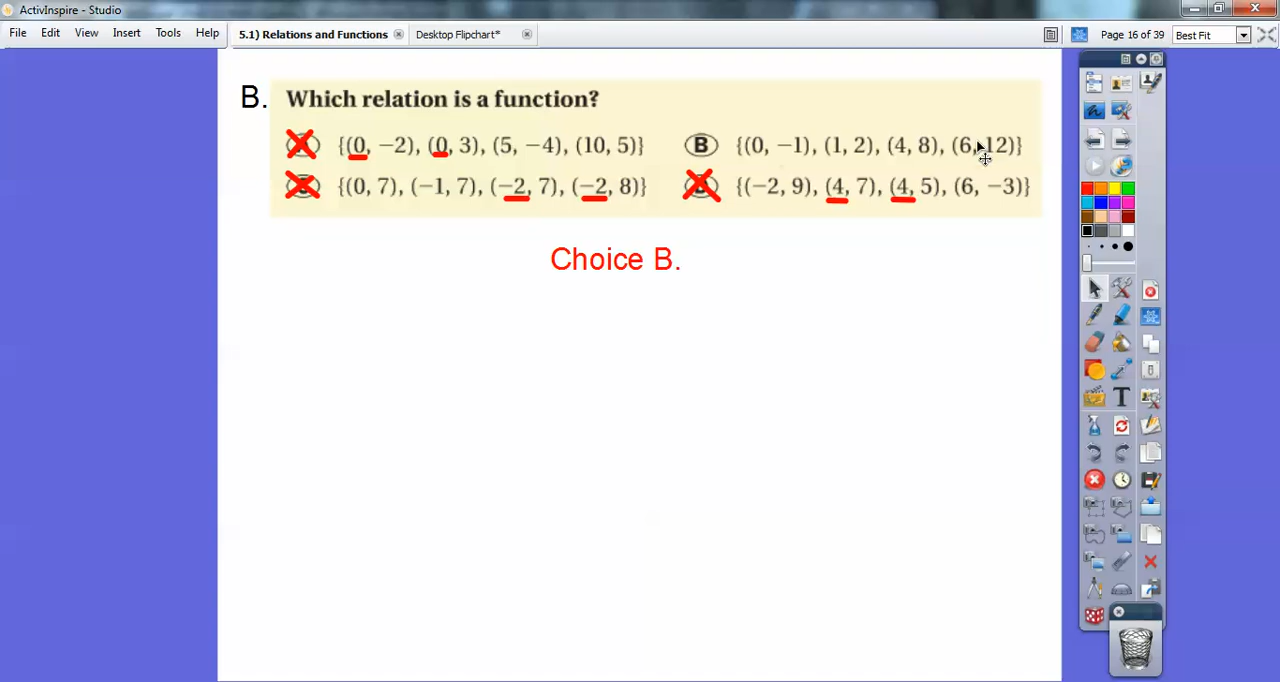 ActivInspire - Studio
File Edit View Insert Tools Help 5.1) Relations and Functions Desktop Flipchart* Page 16 of 39 Best Fit
B. Which relation is a function?
{(0, −2), (0, 3), (5, −4), (10, 5)} B {(0, −1), (1, 2), (4, 8), (6, 12)}
{(0, 7), (−1, 7), (−2, 7), (−2, 8)} {(−2, 9), (4, 7), (4, 5), (6, −3)}
Choice B.
T